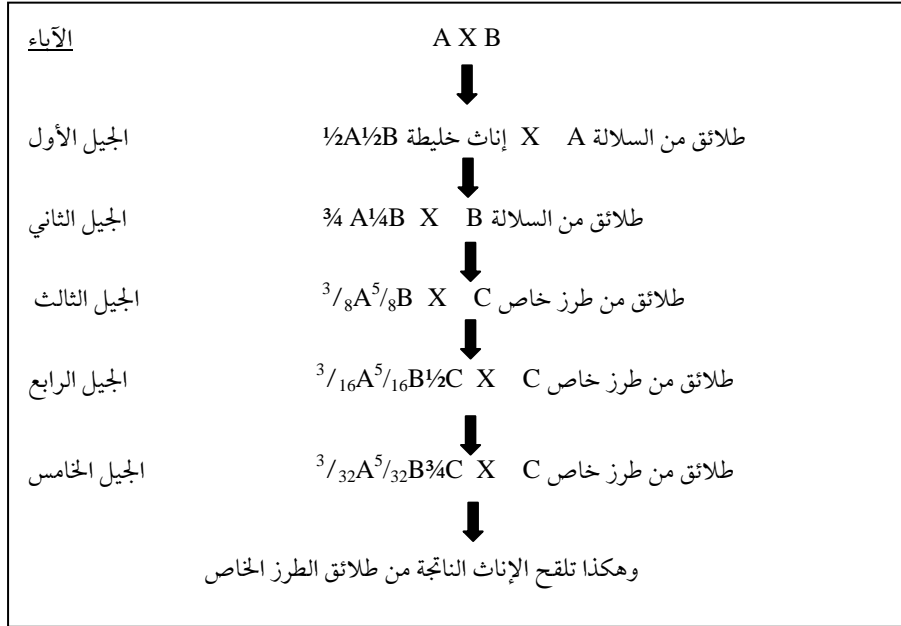 الآباء A X B
الجيل الأول طلائق من السلالة A X إناث خليطة ½A½B
الجيل الثاني طلائق من السلالة B X ¾ A¼B
الجيل الثالث طلائق من طرز خاص C X ³/₈A⁵/₈B
الجيل الرابع طلائق من طرز خاص C X ³/₁₆A⁵/₁₆B½C
الجيل الخامس طلائق من طرز خاص C X ³/₃₂A⁵/₃₂B¾C
وهكذا تلقح الإناث الناتجة من طلائق الطرز الخاص